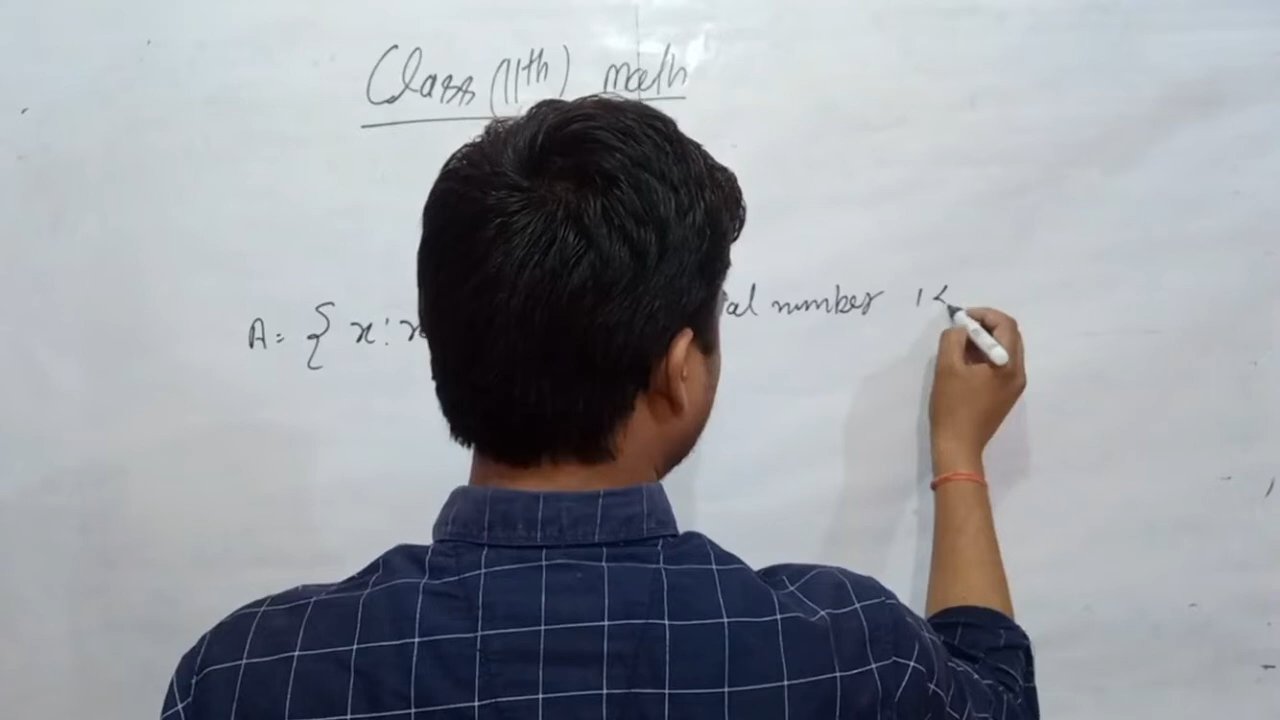 Class (11th) math
A = { x : x al number 1 <